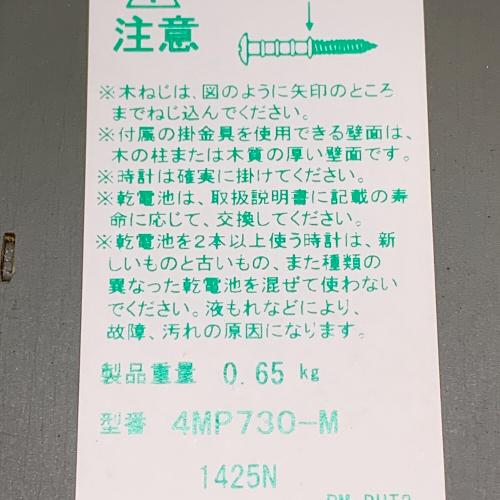 注意
※木ねじは、図のように矢印のところ
までねじ込んでください。
※付属の掛金具を使用できる壁面は、
木の柱または木質の厚い壁面です。
※時計は確実に掛けてください。
※乾電池は、取扱説明書に記載の寿
命に応じて、交換してください。
※乾電池を2本以上使う時計は、新
しいものと古いもの、また種類の
異なった乾電池を混ぜて使わない
でください。液もれなどにより、
故障、汚れの原因になります。
製品重量 0.65 kg
型番 4MP730-M
1425N